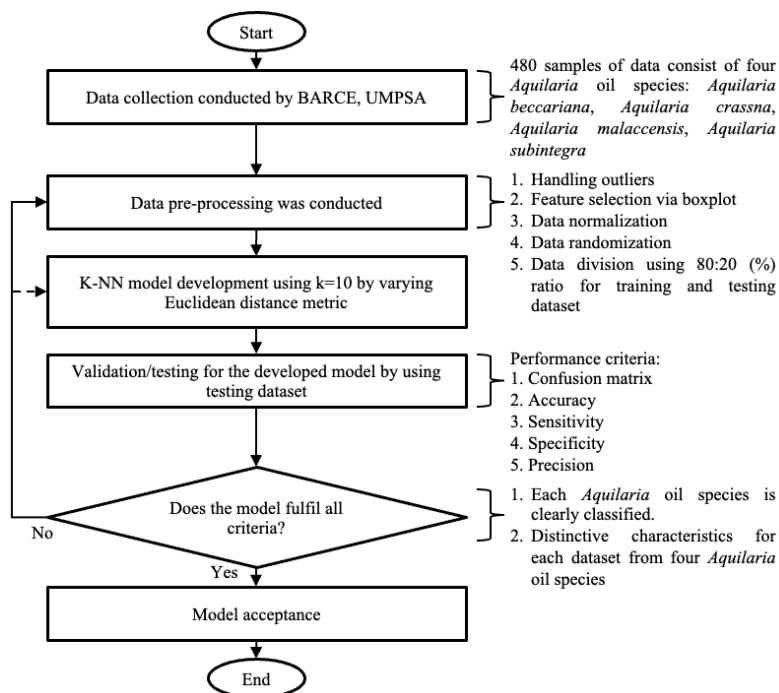 Start
Data collection conducted by BARCE, UMPSA
480 samples of data consist of four
Aquilaria oil species: Aquilaria
beccariana, Aquilaria crassna,
Aquilaria malaccensis, Aquilaria
subintegra
Data pre-processing was conducted
1. Handling outliers
2. Feature selection via boxplot
3. Data normalization
4. Data randomization
5. Data division using 80:20 (%)
ratio for training and testing
dataset
K-NN model development using k=10 by varying
Euclidean distance metric
Validation/testing for the developed model by using
testing dataset
Performance criteria:
1. Confusion matrix
2. Accuracy
3. Sensitivity
4. Specificity
5. Precision
Does the model fulfil all
criteria?
1. Each Aquilaria oil species is
clearly classified.
2. Distinctive characteristics for
each dataset from four Aquilaria
oil species
No
Yes
Model acceptance
End